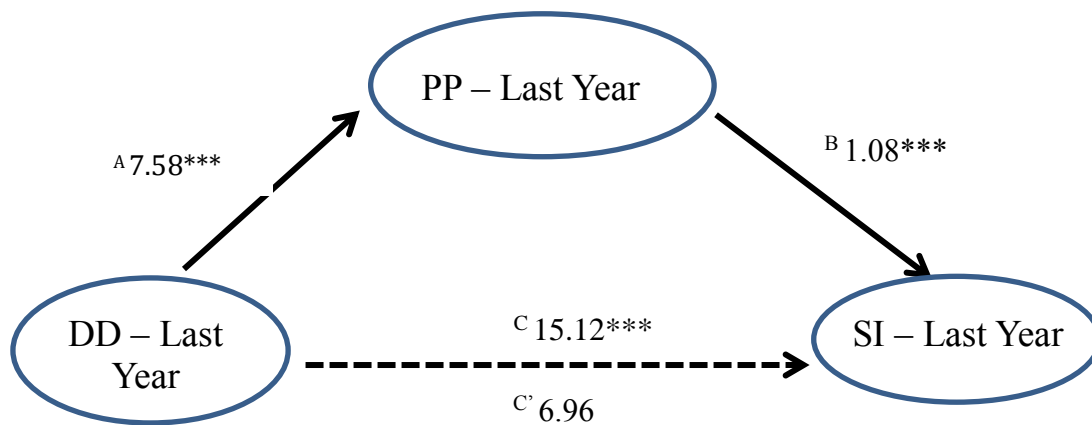 PP – Last Year
A 7.58***
B 1.08***
DD – Last
Year
C 15.12***
SI – Last Year
C’ 6.96